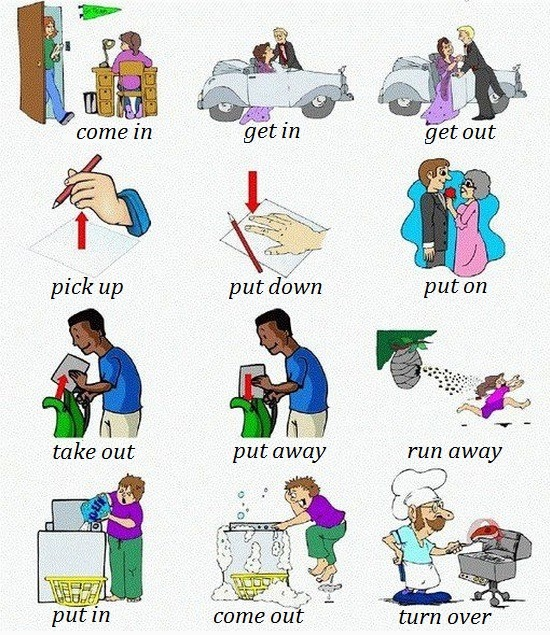 come in
get in
get out
pick up
put down
put on
take out
put away
run away
put in
come out
turn over